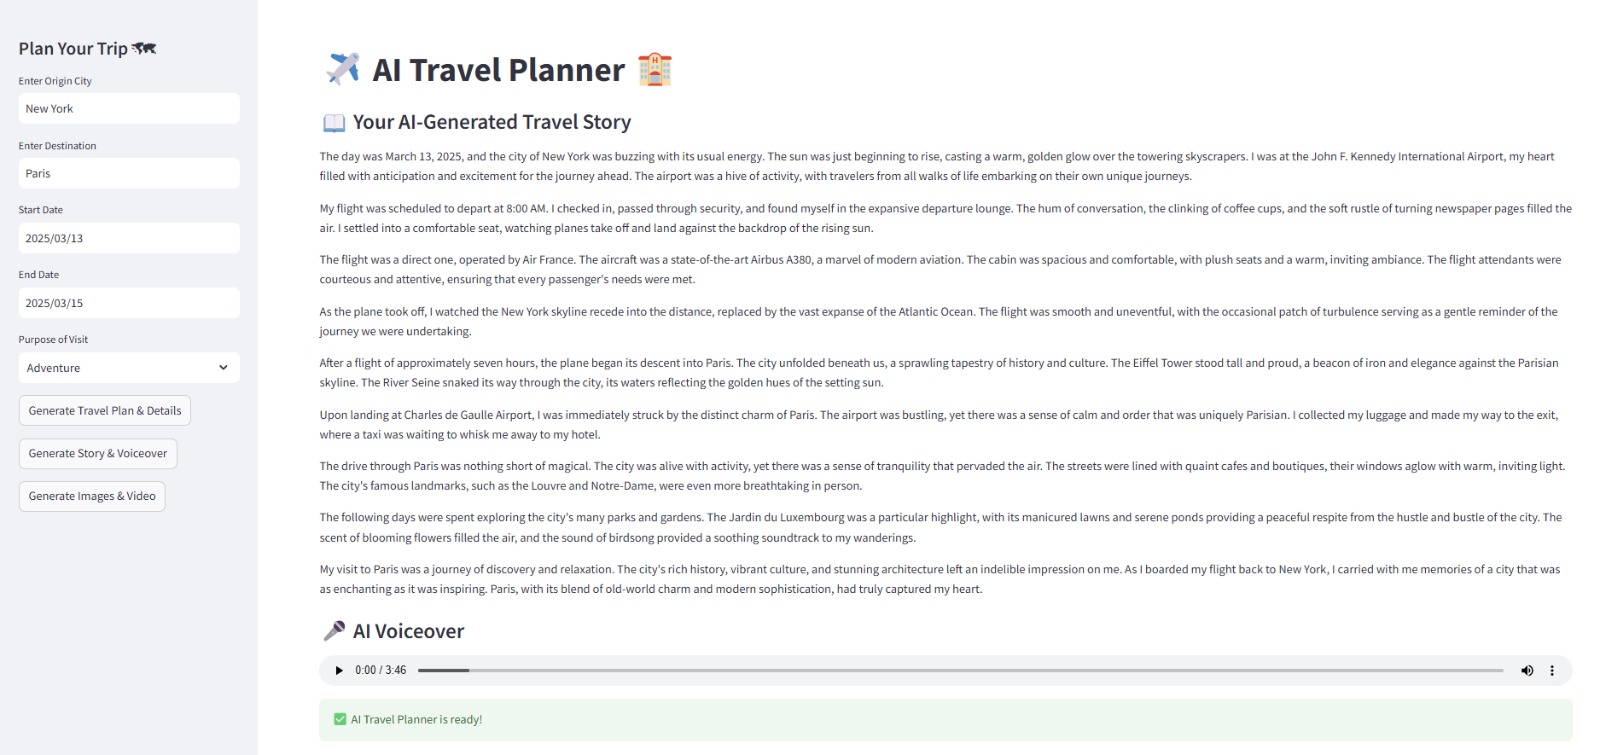 Plan Your Trip
Enter Origin City
New York
Enter Destination
Paris
Start Date
2025/03/13
End Date
2025/03/15
Purpose of Visit
Adventure
Generate Travel Plan & Details
Generate Story & Voiceover
Generate Images & Video
AI Travel Planner
Your AI-Generated Travel Story
The day was March 13, 2025, and the city of New York was buzzing with its usual energy. The sun was just beginning to rise, casting a warm, golden glow over the towering skyscrapers. I was at the John F. Kennedy International Airport, my heart
filled with anticipation and excitement for the journey ahead. The airport was a hive of activity, with travelers from all walks of life embarking on their own unique journeys.
My flight was scheduled to depart at 8:00 AM. I checked in, passed through security, and found myself in the expansive departure lounge. The hum of conversation, the clinking of coffee cups, and the soft rustle of turning newspaper pages filled the
air. I settled into a comfortable seat, watching planes take off and land against the backdrop of the rising sun.
The flight was a direct one, operated by Air France. The aircraft was a state-of-the-art Airbus A380, a marvel of modern aviation. The cabin was spacious and comfortable, with plush seats and a warm, inviting ambiance. The flight attendants were
courteous and attentive, ensuring that every passenger's needs were met.
As the plane took off, I watched the New York skyline recede into the distance, replaced by the vast expanse of the Atlantic Ocean. The flight was smooth and uneventful, with the occasional patch of turbulence serving as a gentle reminder of the
journey we were undertaking.
After a flight of approximately seven hours, the plane began its descent into Paris. The city unfolded beneath us, a sprawling tapestry of history and culture. The Eiffel Tower stood tall and proud, a beacon of iron and elegance against the Parisian
skyline. The River Seine snaked its way through the city, its waters reflecting the golden hues of the setting sun.
Upon landing at Charles de Gaulle Airport, I was immediately struck by the distinct charm of Paris. The airport was bustling, yet there was a sense of calm and order that was uniquely Parisian. I collected my luggage and made my way to the exit,
where a taxi was waiting to whisk me away to my hotel.
The drive through Paris was nothing short of magical. The city was alive with activity, yet there was a sense of tranquility that pervaded the air. The streets were lined with quaint cafes and boutiques, their windows aglow with warm, inviting light.
The city's famous landmarks, such as the Louvre and Notre-Dame, were even more breathtaking in person.
The following days were spent exploring the city's many parks and gardens. The Jardin du Luxembourg was a particular highlight, with its manicured lawns and serene ponds providing a peaceful respite from the hustle and bustle of the city. The
scent of blooming flowers filled the air, and the sound of birdsong provided a soothing soundtrack to my wanderings.
My visit to Paris was a journey of discovery and relaxation. The city's rich history, vibrant culture, and stunning architecture left an indelible impression on me. As I boarded my flight back to New York, I carried with me memories of a city that was
as enchanting as it was inspiring. Paris, with its blend of old-world charm and modern sophistication, had truly captured my heart.
AI Voiceover
0:00 / 3:46
AI Travel Planner is ready!